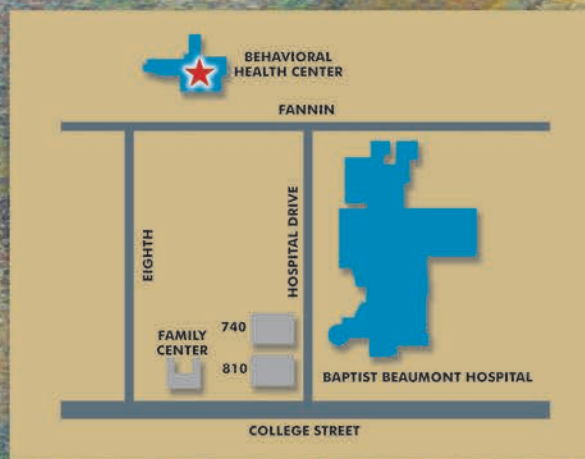 BEHAVIORAL
HEALTH CENTER
FANNIN
EIGHTH
HOSPITAL DRIVE
740
FAMILY
CENTER
810
BAPTIST BEAUMONT HOSPITAL
COLLEGE STREET